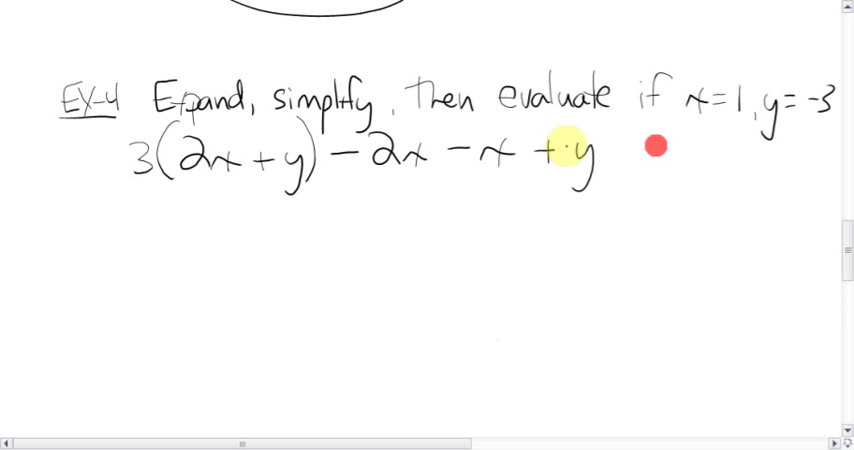 Ex-4 Expand, simplify, then evaluate if x=1, y=-3
3(2x+y) - 2x - x + y